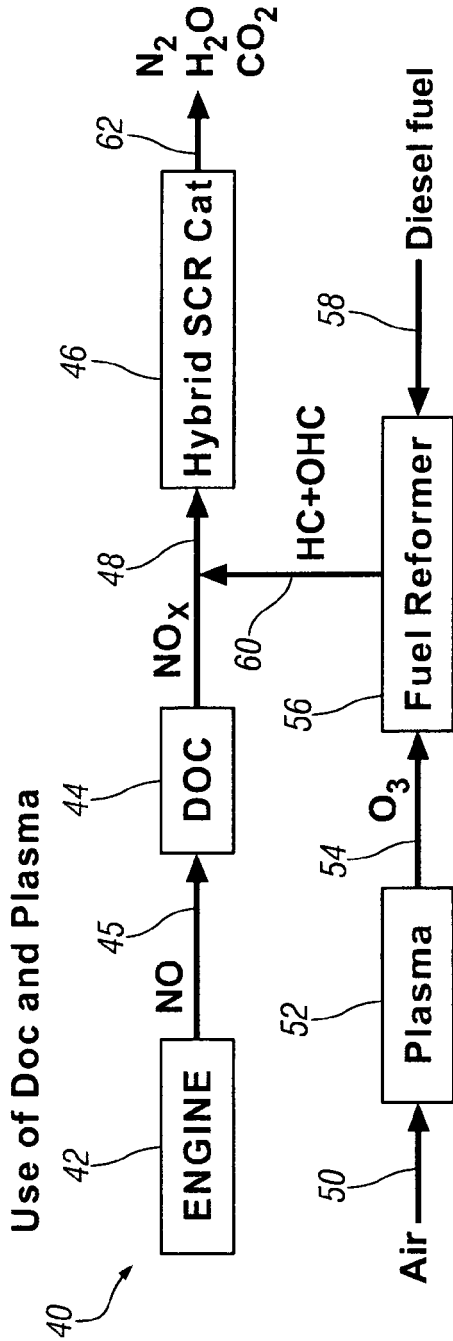 Use of Doc and Plasma
40
42
ENGINE
45
NO
44
DOC
48
NOX
46
Hybrid SCR Cat
62
N2
H2O
CO2
60
HC+OHC
Air
50
52
Plasma
54
O3
56
Fuel Reformer
58
Diesel fuel